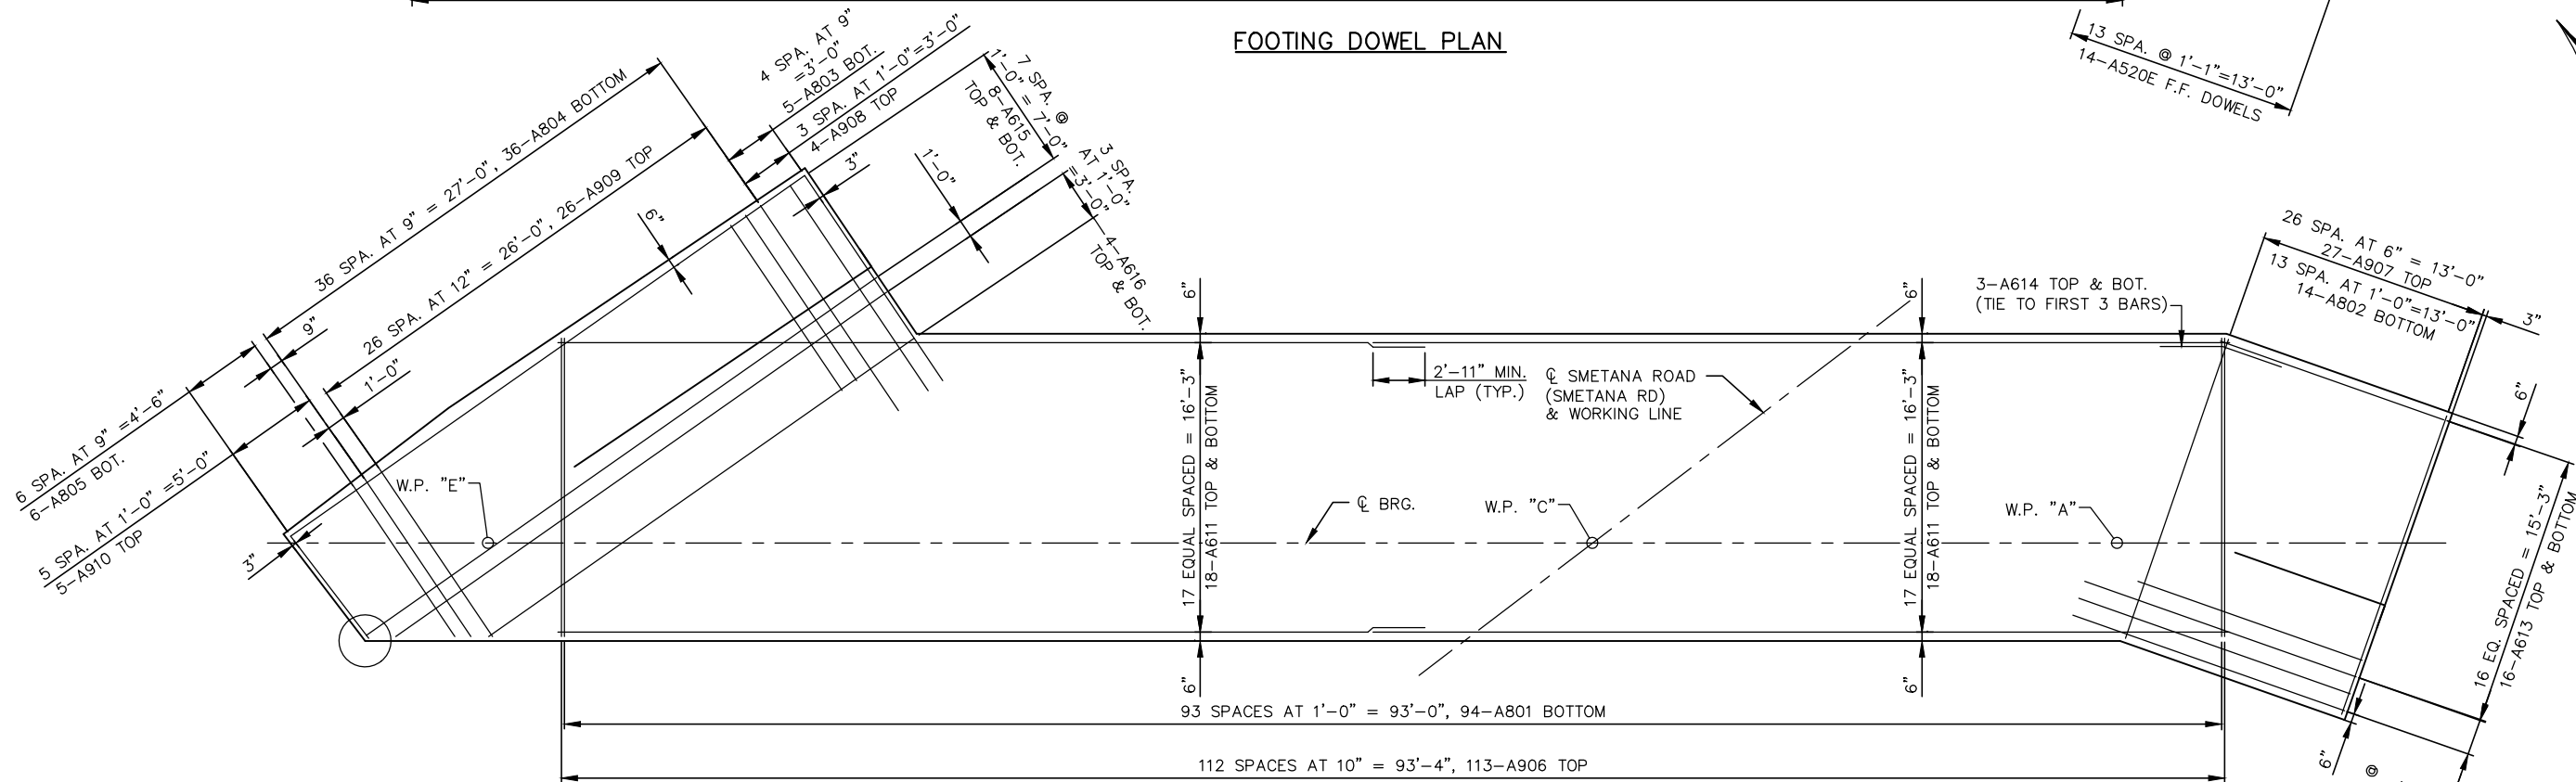 FOOTING DOWEL PLAN
13 SPA. @ 1'-1"=13'-0"
14-A520E F.F. DOWELS
36 SPA. AT 9" = 27'-0", 36-A804 BOTTOM
26 SPA. AT 12" = 26'-0", 26-A909 TOP
4 SPA. AT 9"
=3'-0"
5-A803 BOT.
3 SPA. AT 1'-0"=3'-0"
4-A908 TOP
7 SPA. @
1'-0" = 7'-0"
8-A615
TOP & BOT.
3 SPA.
AT 1'-0"
=3'-0"
4-A616
TOP & BOT.
3"
1'-0"
6"
9"
1'-0"
6 SPA. AT 9" =4'-6"
6-A805 BOT.
5 SPA. AT 1'-0" =5'-0"
5-A910 TOP
3"
W.P. "E"
6"
17 EQUAL SPACED = 16'-3"
18-A611 TOP & BOTTOM
6"
2'-11" MIN.
LAP (TYP.)
℄ SMETANA ROAD
(SMETANA RD)
& WORKING LINE
℄ BRG.
W.P. "C"
6"
17 EQUAL SPACED = 16'-3"
18-A611 TOP & BOTTOM
6"
3-A614 TOP & BOT.
(TIE TO FIRST 3 BARS)
W.P. "A"
26 SPA. AT 6" = 13'-0"
27-A907 TOP
13 SPA. AT 1'-0"=13'-0"
14-A802 BOTTOM
3"
6"
16 EQ. SPACED = 15'-3"
16-A613 TOP & BOTTOM
6"
@
93 SPACES AT 1'-0" = 93'-0", 94-A801 BOTTOM
112 SPACES AT 10" = 93'-4", 113-A906 TOP